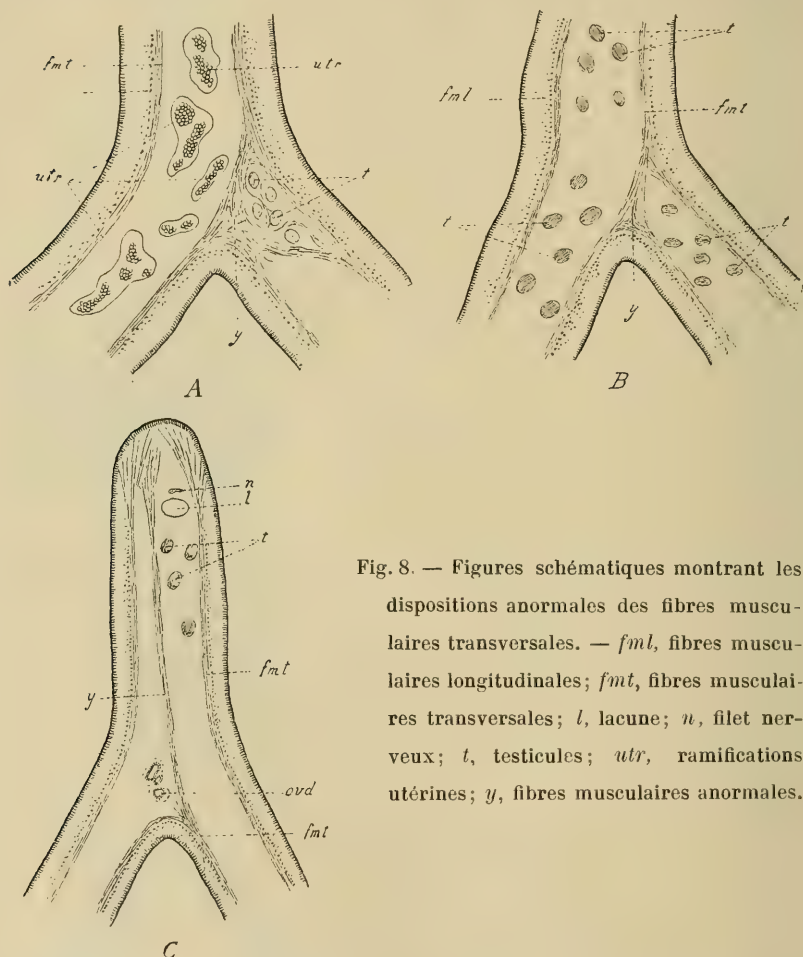 fmt
utr
utr
t
y
A
t
fml
fmt
t
t
y
B
n
l
t
fmt
y
ovd
fmt
C
Fig. 8. — Figures schématiques montrant les
dispositions anormales des fibres muscu-
laires transversales. — fml, fibres muscu-
laires longitudinales; fmt, fibres musculai-
res transversales; l, lacune; n, filet ner-
veux; t, testicules; utr, ramifications
utérines; y, fibres musculaires anormales.